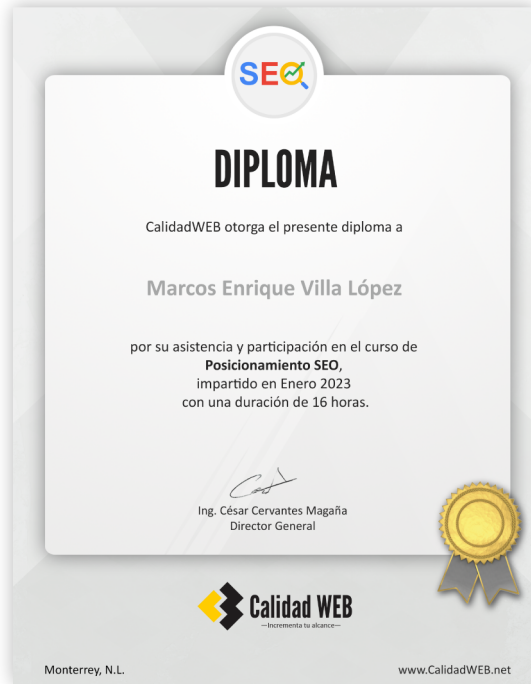 SEO
DIPLOMA
CalidadWEB otorga el presente diploma a
Marcos Enrique Villa López
por su asistencia y participación en el curso de
Posicionamiento SEO,
impartido en Enero 2023
con una duración de 16 horas.
Ing. César Cervantes Magaña
Director General
Calidad WEB
—Incrementa tu alcance—
Monterrey, N.L.
www.CalidadWEB.net